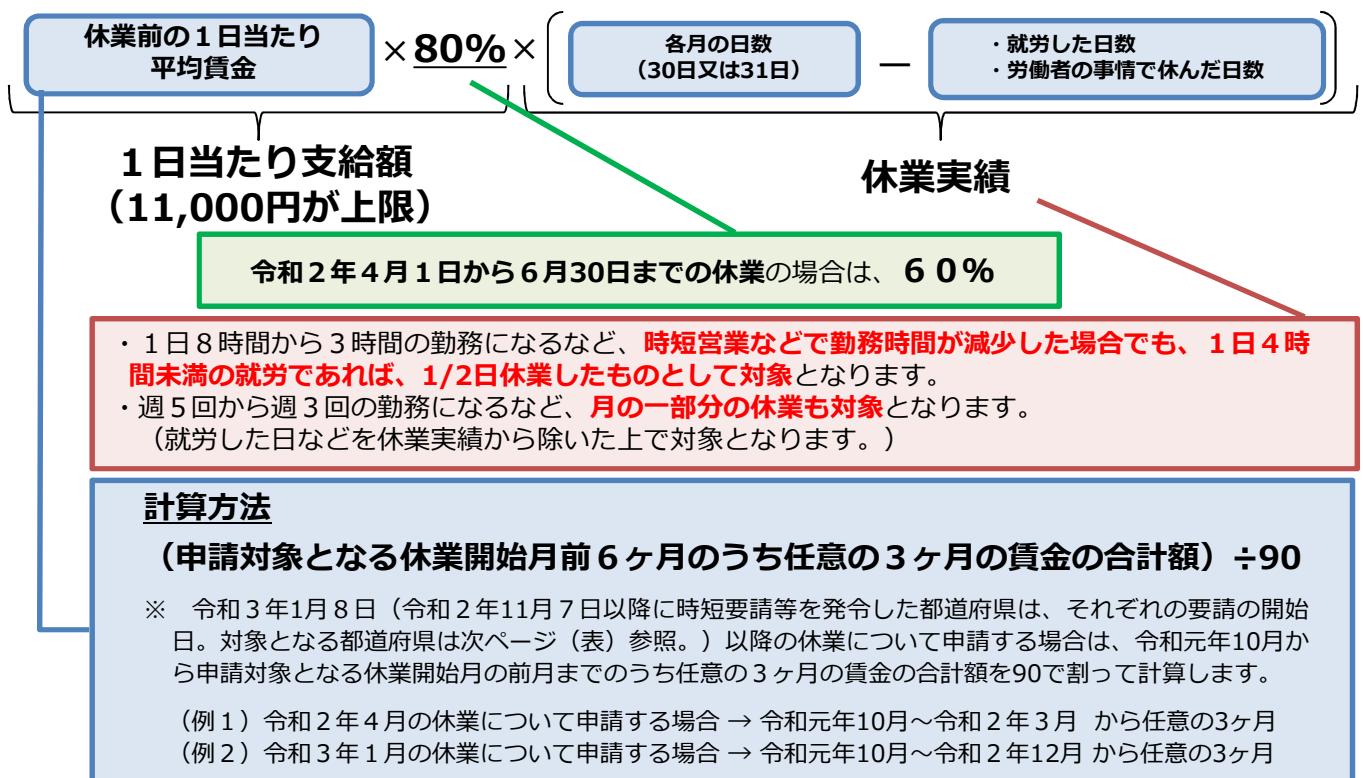 休業前の１日当たり
平均賃金
×80%×
各月の日数
（30日又は31日）
―
・就労した日数
・労働者の事情で休んだ日数
１日当たり支給額
（11,000円が上限）
休業実績
令和２年４月１日から６月30日までの休業の場合は、６０％
・１日８時間から３時間の勤務になるなど、時短営業などで勤務時間が減少した場合でも、１日４時
間未満の就労であれば、1/2日休業したものとして対象となります。
・週５回から週３回の勤務になるなど、月の一部分の休業も対象となります。
（就労した日などを休業実績から除いた上で対象となります。）
計算方法
（申請対象となる休業開始月前６ヶ月のうち任意の３ヶ月の賃金の合計額）÷90
※　令和３年1月８日（令和２年11月７日以降に時短要請等を発令した都道府県は、それぞれの要請の開始
日。対象となる都道府県は次ページ（表）参照。）以降の休業について申請する場合は、令和元年10月か
ら申請対象となる休業開始月の前月までのうち任意の３ヶ月の賃金の合計額を90で割って計算します。
（例１）令和２年４月の休業について申請する場合 → 令和元年10月～令和２年３月 から任意の3ヶ月
（例２）令和３年１月の休業について申請する場合 → 令和元年10月～令和２年12月 から任意の3ヶ月